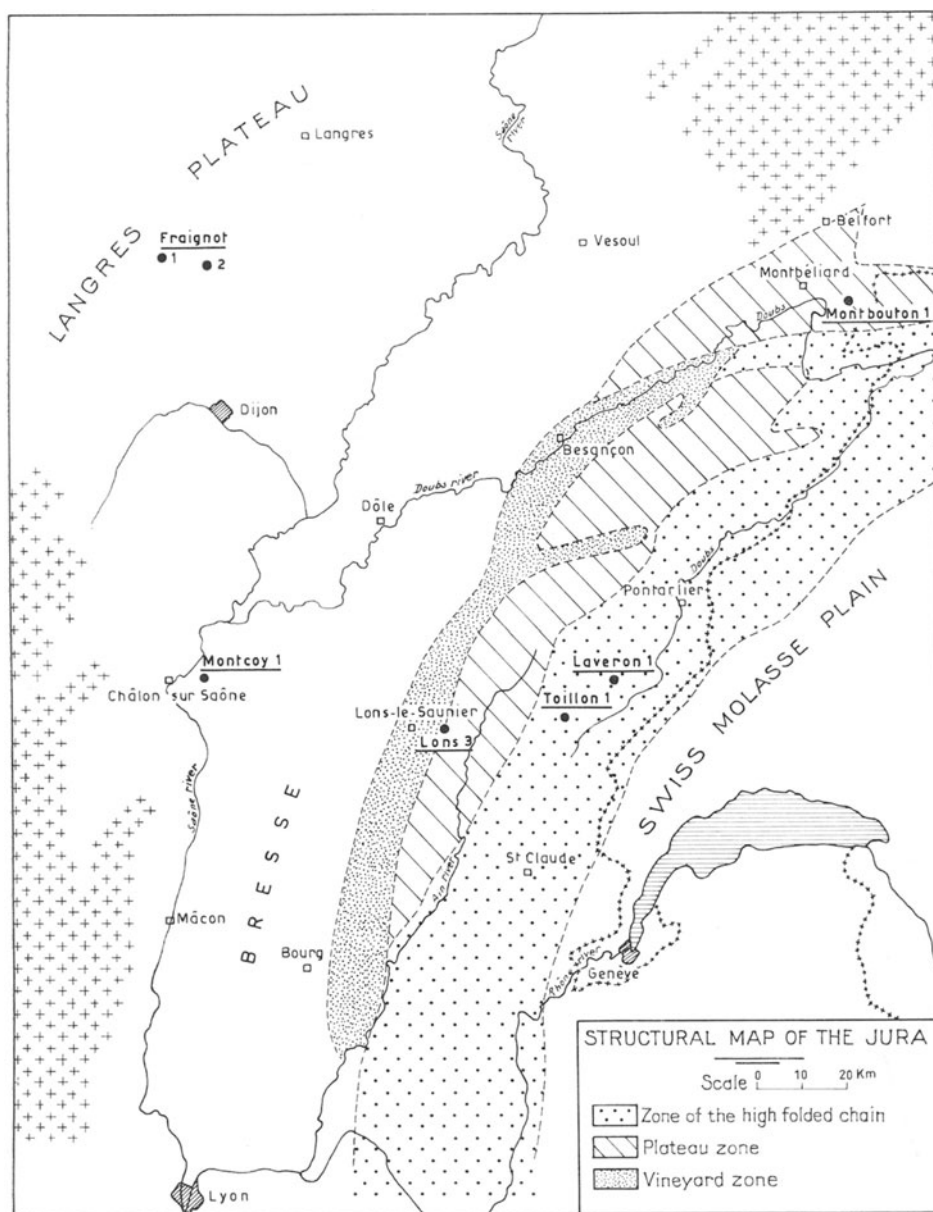 LANGRES PLATEAU
Langres
Saône river
Fraignot
1 2
Vesoul
Belfort
Montbéliard
Montbouton 1
Doubs
Dijon
Besançon
Doubs river
Dôle
Doubs
Pontarlier
SWISS MOLASSE PLAIN
Montcoy 1
Châlon sur Saône
Laveron 1
Toillon 1
Lons-le-Saunier
Lons 3
Saône river
BRESSE
St Claude
Ain river
Mâcon
Bourg
Rhône river
Genève
Lyon
STRUCTURAL MAP OF THE JURA
Scale 0 10 20 Km
Zone of the high folded chain
Plateau zone
Vineyard zone